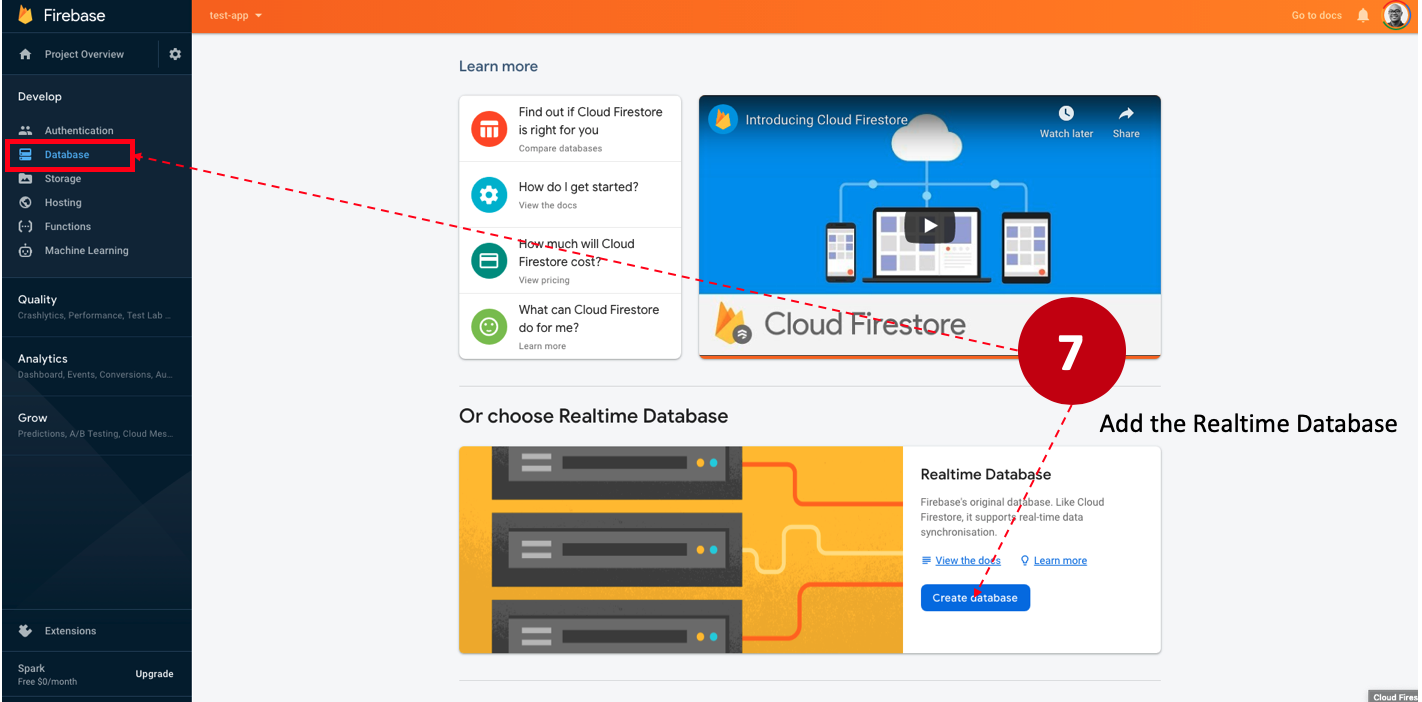 Firebase
test-app
Go to docs
Project Overview
Develop
Authentication
Database
Storage
Hosting
Functions
Machine Learning
Quality
Crashlytics, Performance, Test Lab ...
Analytics
Dashboard, Events, Conversions, Au...
Grow
Predictions, A/B Testing, Cloud Mes...
Extensions
Spark
Free $0/month
Upgrade
Learn more
Find out if Cloud Firestore
is right for you
Compare databases
How do I get started?
View the docs
How much will Cloud
Firestore cost?
View pricing
What can Cloud Firestore
do for me?
Learn more
Introducing Cloud Firestore
Watch later
Share
Cloud Firestore
7
Add the Realtime Database
Or choose Realtime Database
Realtime Database
Firebase's original database. Like Cloud
Firestore, it supports real-time data
synchronisation.
View the docs
Learn more
Create database
Cloud Fires